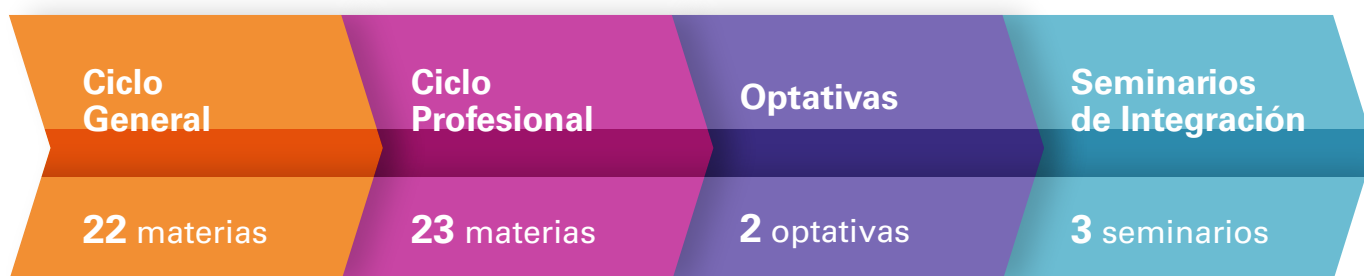 Ciclo
General
22 materias
Ciclo
Profesional
23 materias
Optativas
2 optativas
Seminarios
de Integración
3 seminarios